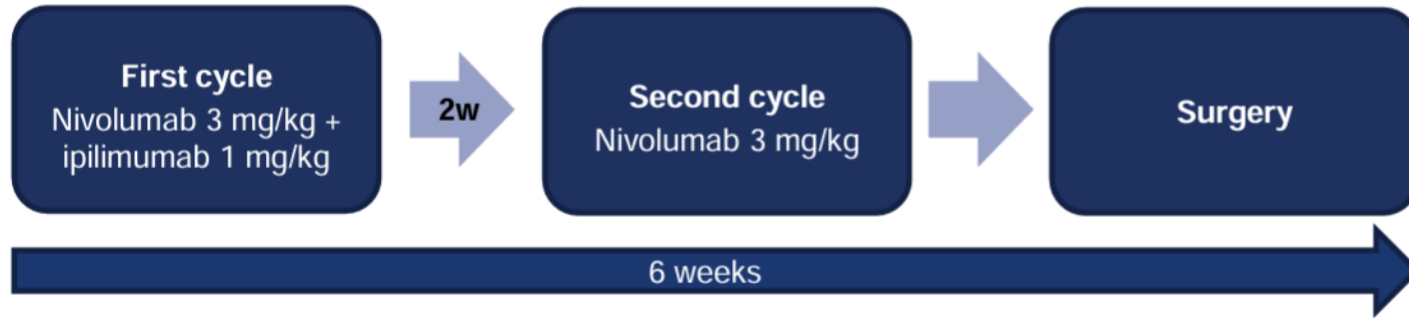 First cycle
Nivolumab 3 mg/kg +
ipilimumab 1 mg/kg
2w
Second cycle
Nivolumab 3 mg/kg
Surgery
6 weeks